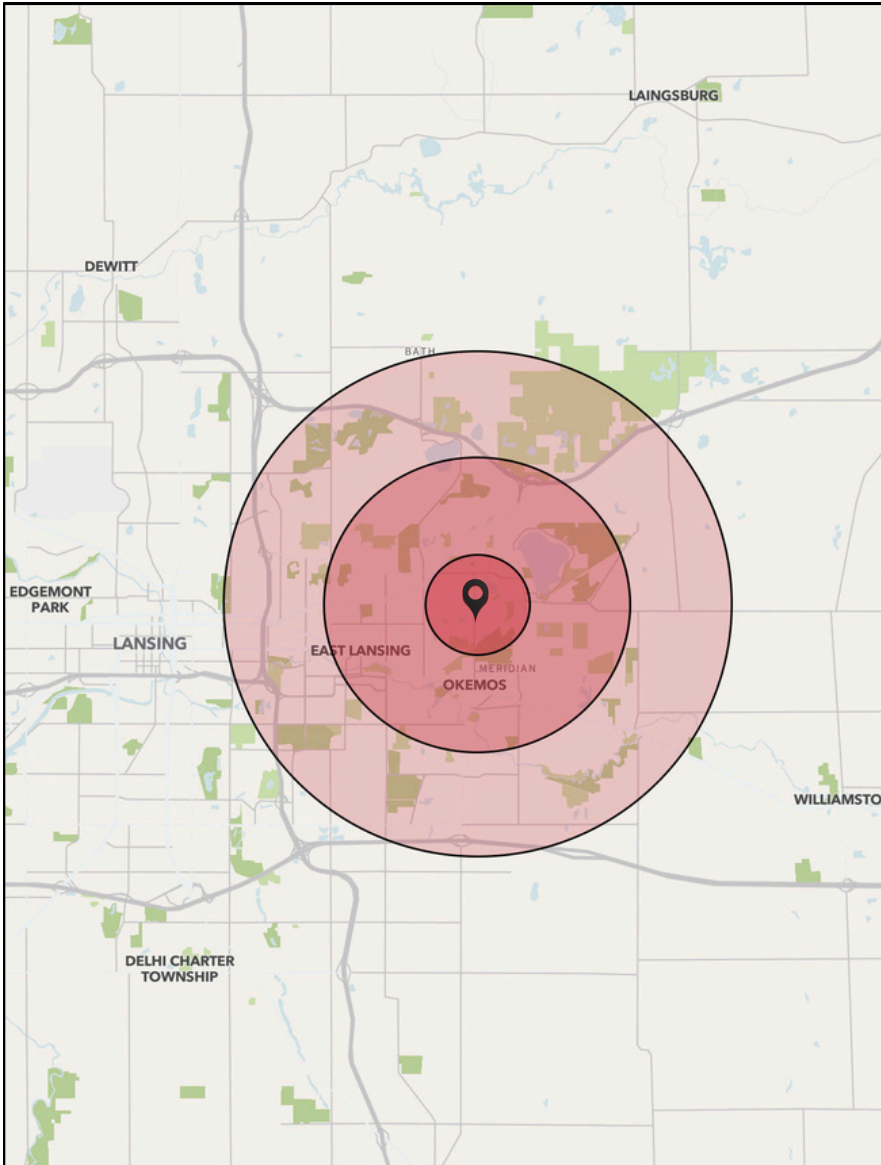 LAINGSBURG
DEWITT
BATH
EDGEMONT
PARK
LANSING
EAST LANSING
MERIDIAN
OKEMOS
WILLIAMSTO
DELHI CHARTER
TOWNSHIP